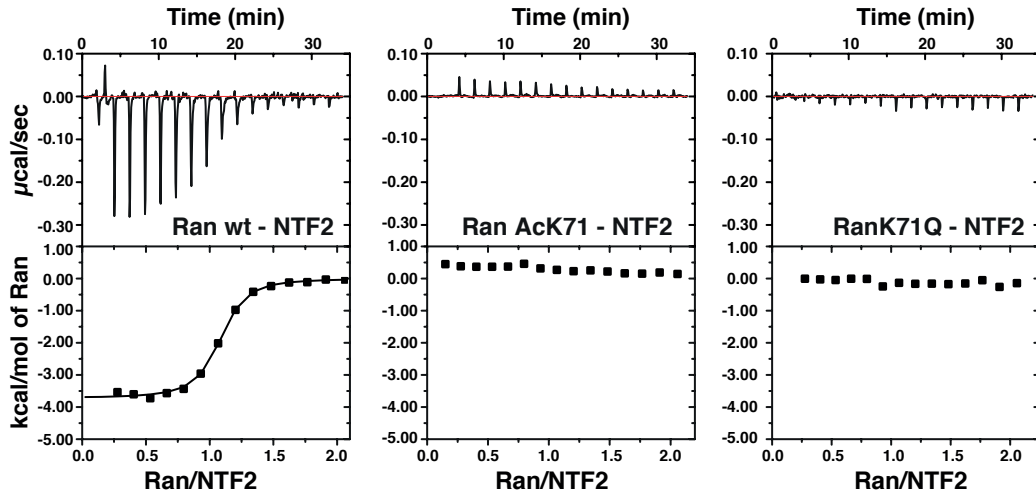 Time (min) Time (min) Time (min)
0 10 20 30 0 10 20 30 0 10 20 30
0.10 0.10 0.10
0.00 0.00 0.00
-0.10 -0.10 -0.10
-0.20 -0.20 -0.20
-0.30 -0.30 -0.30
µcal/sec
Ran wt - NTF2 Ran AcK71 - NTF2 RanK71Q - NTF2
1.00 1.00 1.00
0.00 0.00 0.00
-1.00 -1.00 -1.00
-2.00 -2.00 -2.00
-3.00 -3.00 -3.00
-4.00 -4.00 -4.00
-5.00 -5.00 -5.00
kcal/mol of Ran
0.0 0.5 1.0 1.5 2.0 0.0 0.5 1.0 1.5 2.0 0.0 0.5 1.0 1.5 2.0
Ran/NTF2 Ran/NTF2 Ran/NTF2